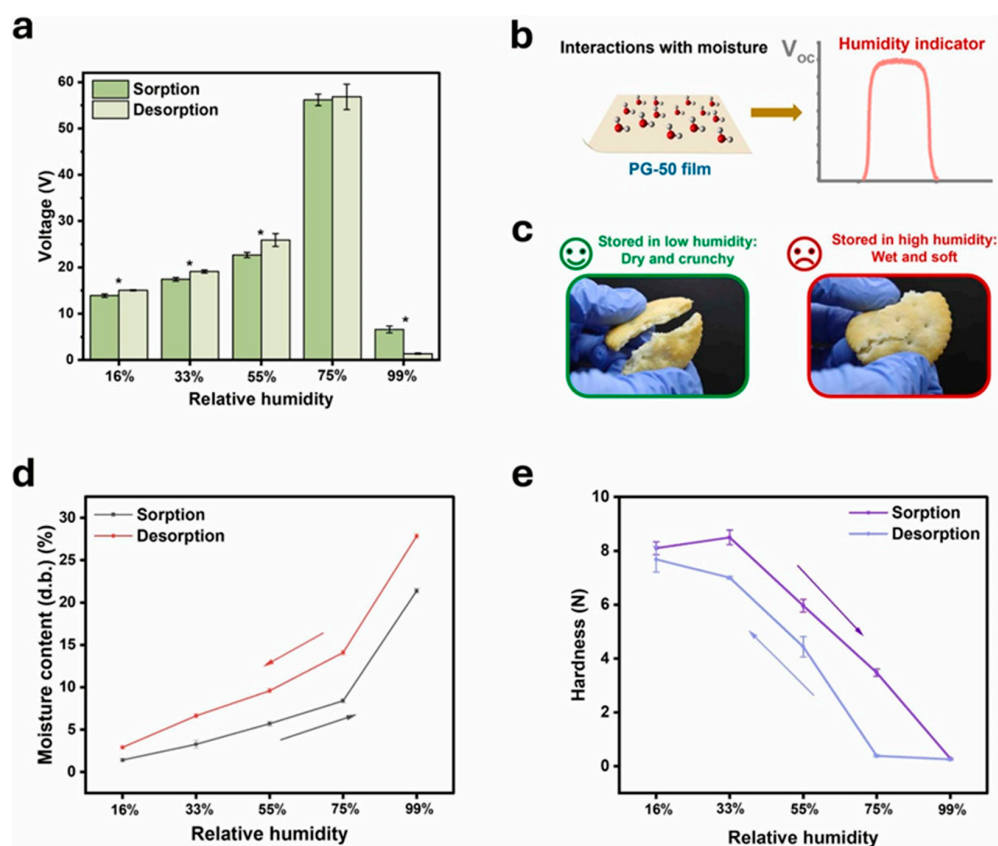 a
60
50
40
30
20
10
0
Voltage (V)
Sorption
Desorption
*
*
*
*
16%
33%
55%
75%
99%
Relative humidity
b
Interactions with moisture
PG-50 film
VOC
Humidity indicator
c
Stored in low humidity:
Dry and crunchy
Stored in high humidity:
Wet and soft
d
30
25
20
15
10
5
0
Moisture content (d.b.) (%)
Sorption
Desorption
16%
33%
55%
75%
99%
Relative humidity
e
10
8
6
4
2
0
Hardness (N)
Sorption
Desorption
16%
33%
55%
75%
99%
Relative humidity